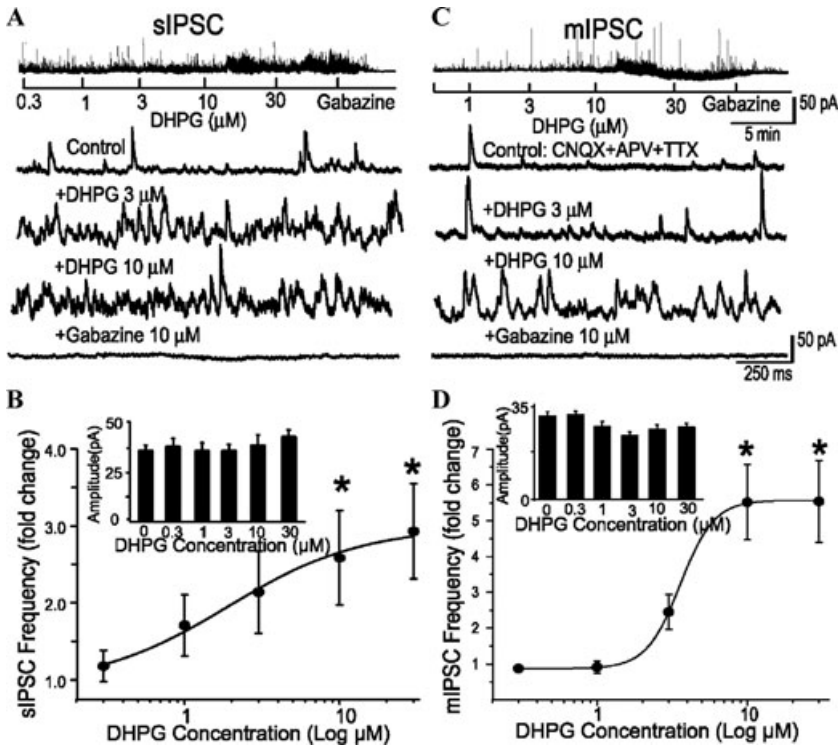 A
sIPSC
0.3 1 3 10 30 Gabazine
DHPG (µM)
Control
+DHPG 3 µM
+DHPG 10 µM
+Gabazine 10 µM
C
mIPSC
1 3 10 30 Gabazine
DHPG (µM)
50 pA
5 min
Control: CNQX+APV+TTX
+DHPG 3 µM
+DHPG 10 µM
+Gabazine 10 µM
50 pA
250 ms
B
sIPSC Frequency (fold change)
4.0
3.0
2.0
1.0
Amplitude(pA)
50
25
0
0 0.3 1 3 10 30
DHPG Concentration (µM)
* *
1 10
DHPG Concentration (Log µM)
D
mIPSC Frequency (fold change)
7
6
5
4
3
2
1
Amplitude(pA)
35
0
0 0.3 1 3 10 30
DHPG Concentration (µM)
* *
1 10
DHPG Concentration (Log µM)